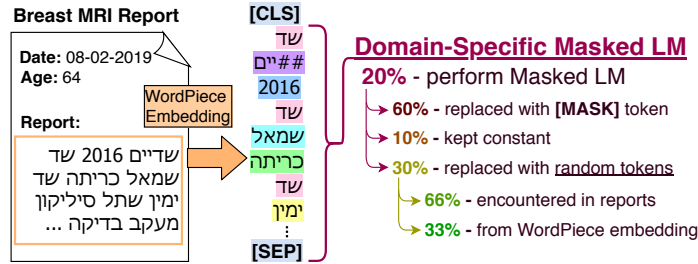 Breast MRI Report
Date: 08-02-2019
Age: 64
Report:
שדיים 2016 שד
שמאל כריתה שד
ימין שתל סיליקון
מעקב בדיקה ...
WordPiece
Embedding
[CLS]
שד
##יים
2016
שד
שמאל
כריתה
שד
ימין
⋮
[SEP]
Domain-Specific Masked LM
20% - perform Masked LM
60% - replaced with [MASK] token
10% - kept constant
30% - replaced with random tokens
66% - encountered in reports
33% - from WordPiece embedding